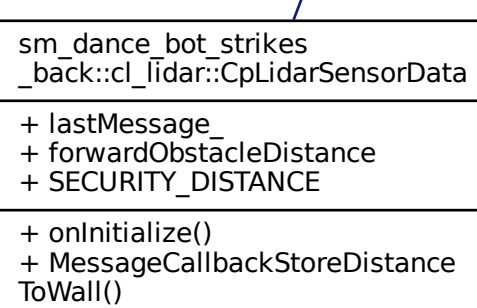 sm_dance_bot_strikes
_back::cl_lidar::CpLidarSensorData
+ lastMessage_
+ forwardObstacleDistance
+ SECURITY_DISTANCE
+ onInitialize()
+ MessageCallbackStoreDistance
ToWall()